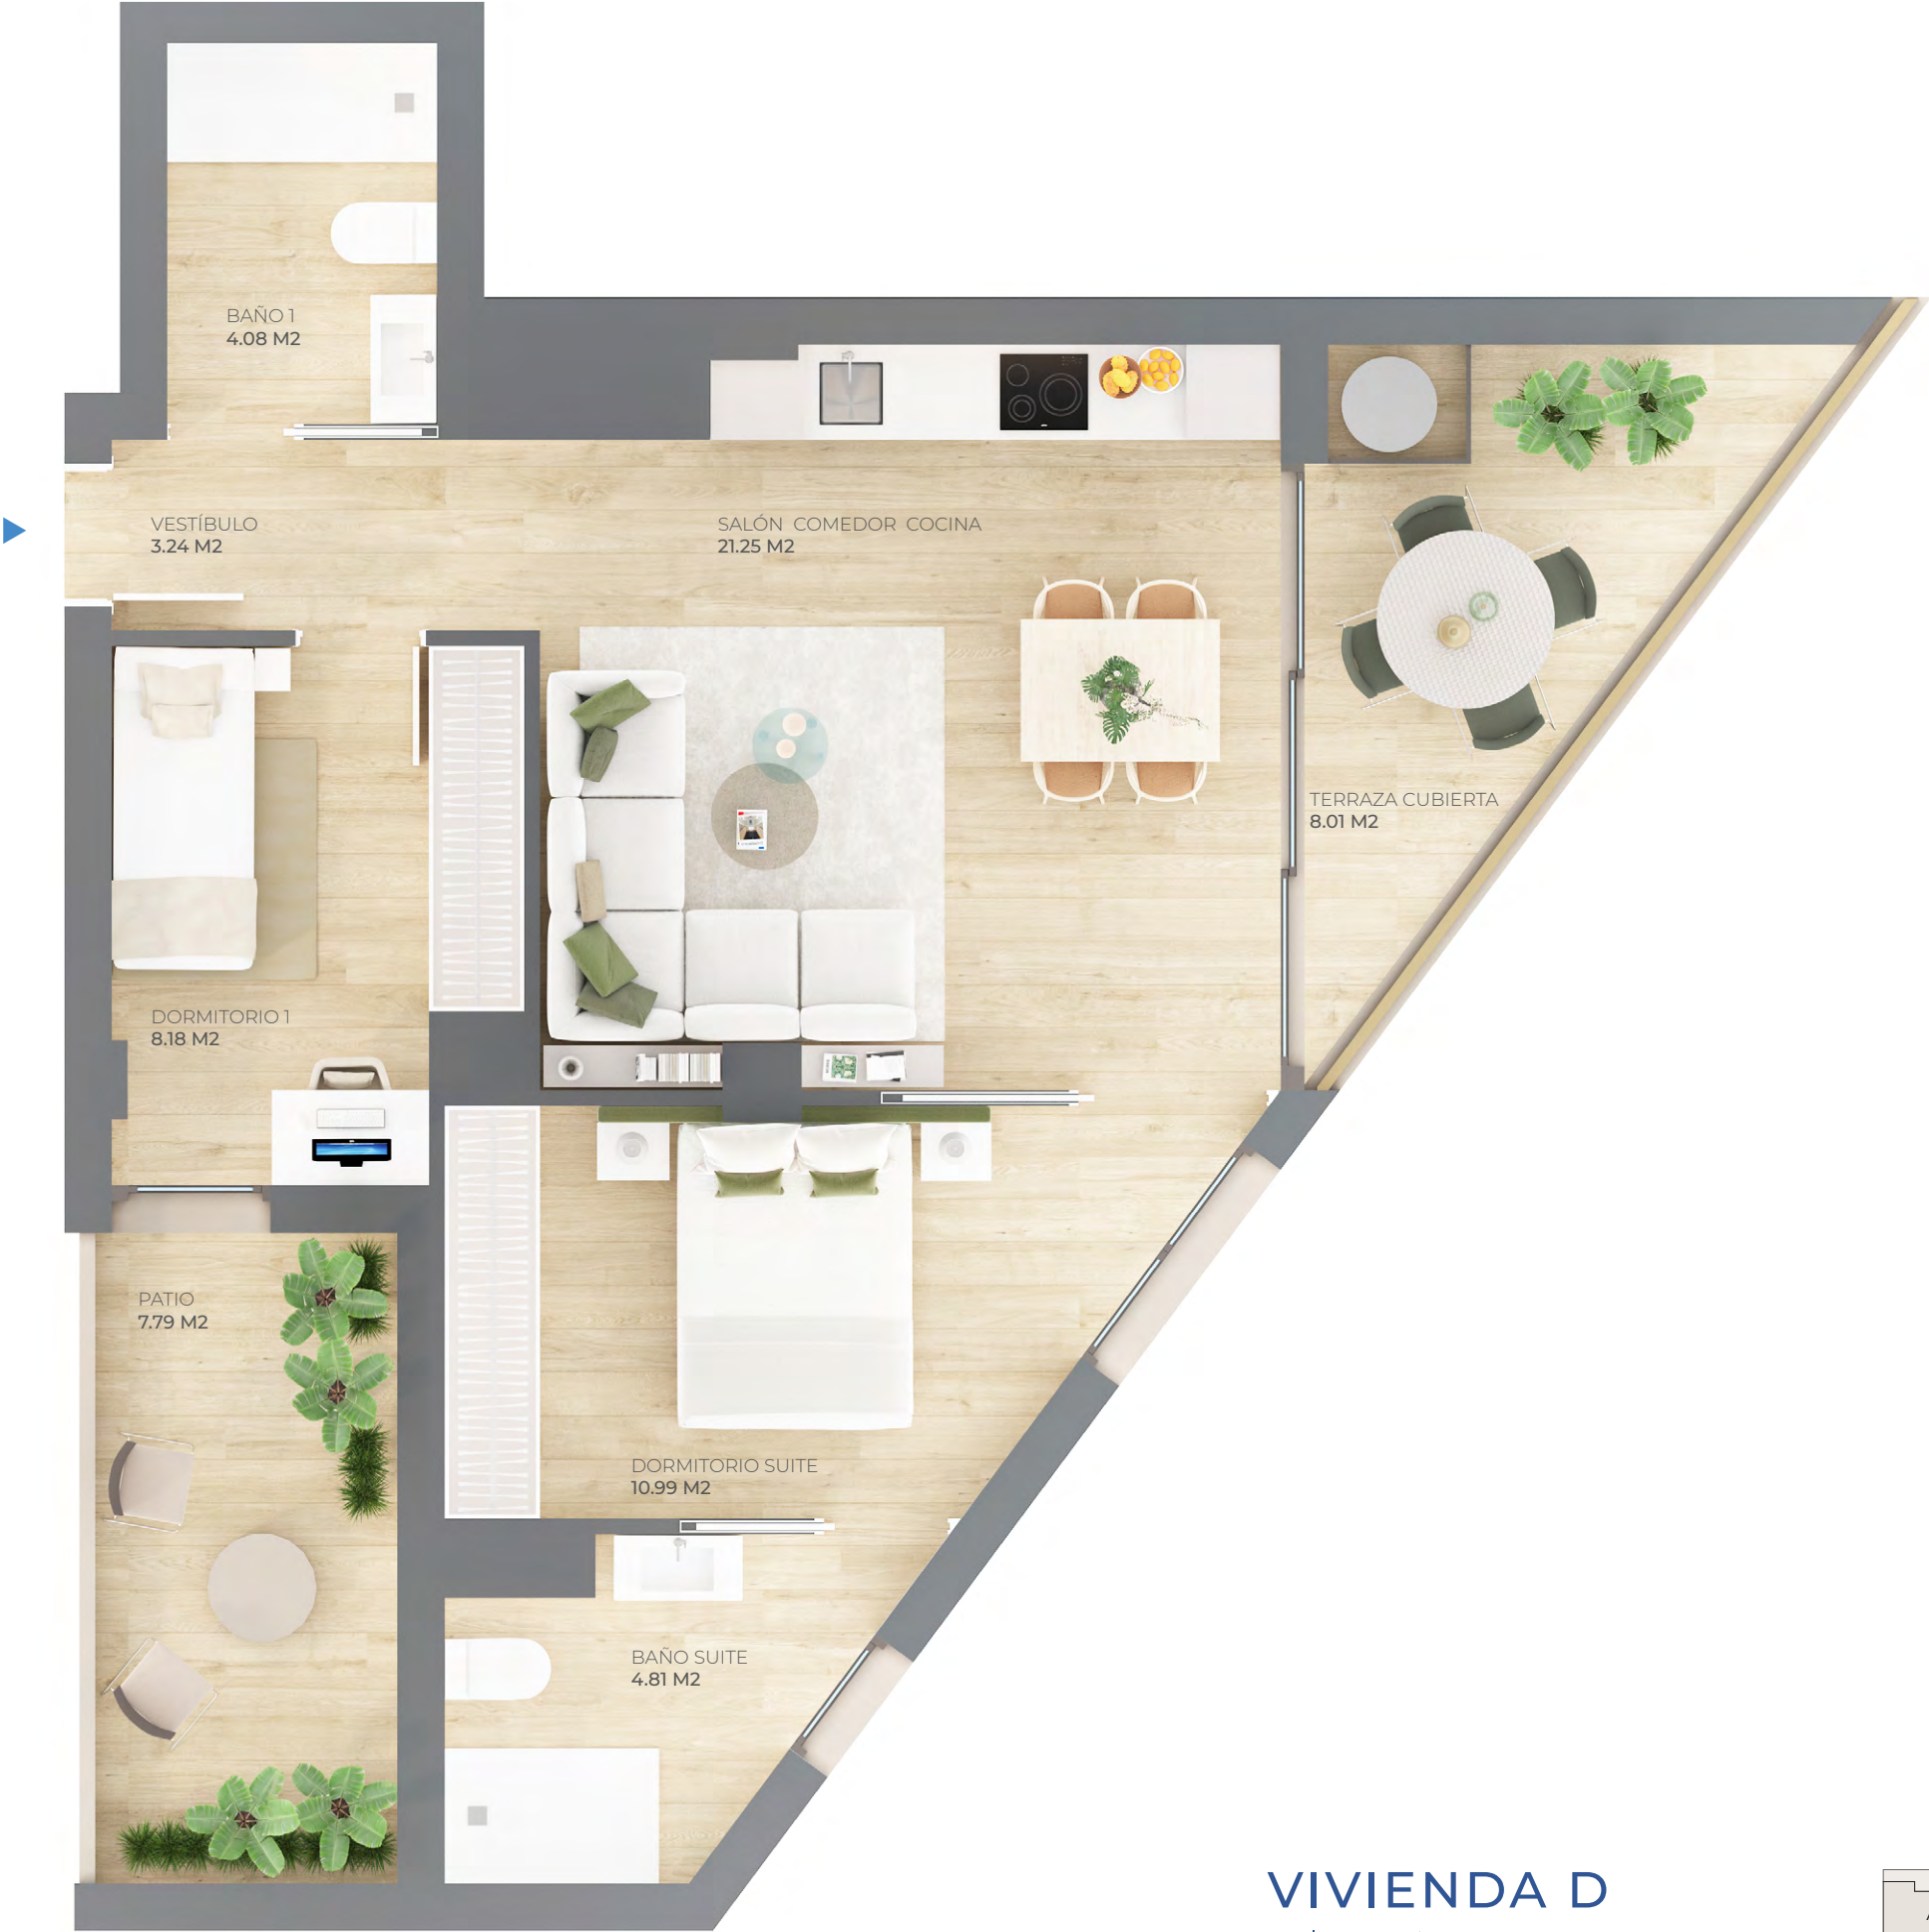 BAÑO 1
4.08 M2
VESTÍBULO
3.24 M2
SALÓN COMEDOR COCINA
21.25 M2
TERRAZA CUBIERTA
8.01 M2
DORMITORIO 1
8.18 M2
PATIO
7.79 M2
DORMITORIO SUITE
10.99 M2
BAÑO SUITE
4.81 M2
VIVIENDA D